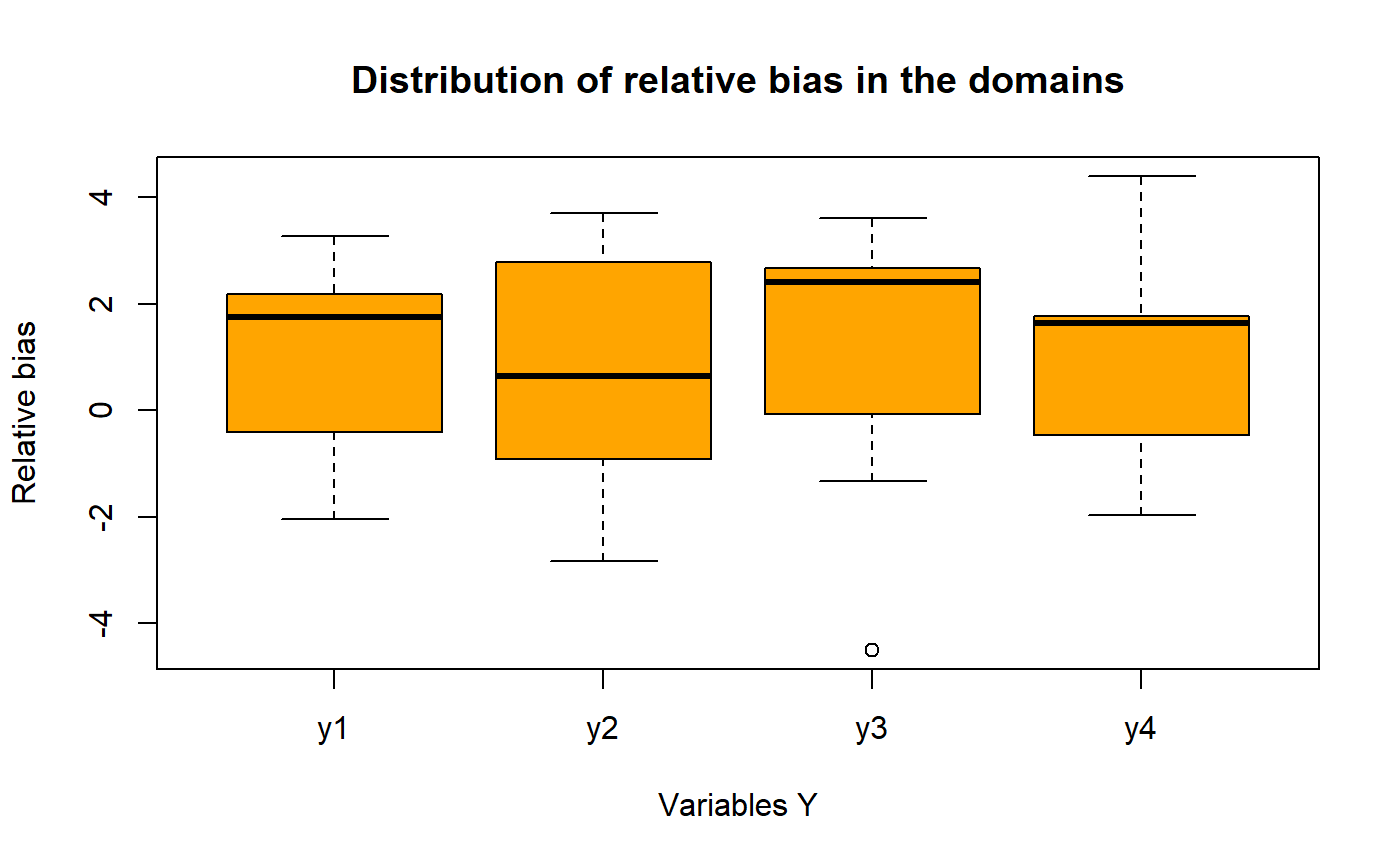 Distribution of relative bias in the domains
Relative bias
4
2
0
-2
-4
y1 y2 y3 y4
Variables Y